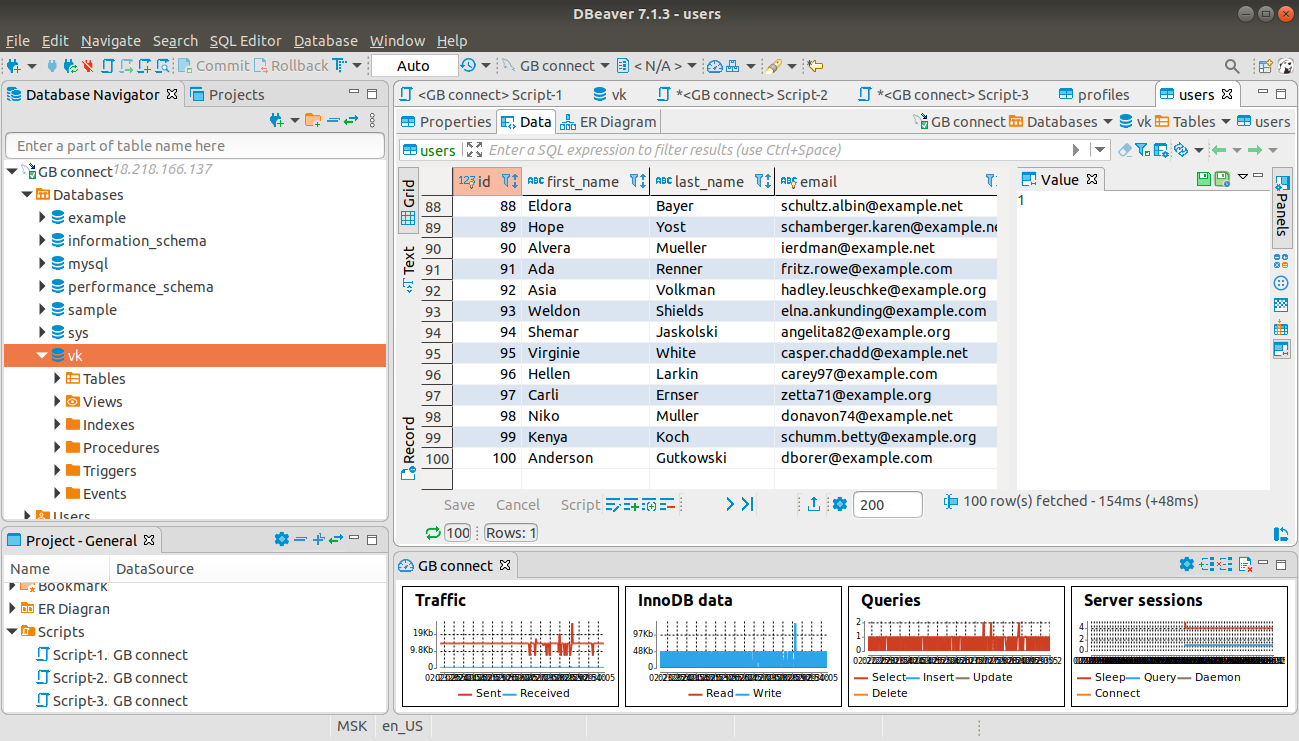 DBeaver 7.1.3 - users
File Edit Navigate Search SQL Editor Database Window Help
Commit Rollback Auto GB connect < N/A >
Database Navigator Projects
Enter a part of table name here
GB connect 18.218.166.137
Databases
example
information_schema
mysql
performance_schema
sample
sys
vk
Tables
Views
Indexes
Procedures
Triggers
Events
Users
Project - General
Name DataSource
Bookmark
ER Diagran
Scripts
Script-1. GB connect
Script-2. GB connect
Script-3. GB connect
<GB connect> Script-1 vk *<GB connect> Script-2 *<GB connect> Script-3 profiles users
Properties Data ER Diagram GB connect Databases vk Tables users
users Enter a SQL expression to filter results (use Ctrl+Space)
Grid
Text
Record
123 id ABC first_name ABC last_name ABC email
88 88 Eldora Bayer schultz.albin@example.net
89 89 Hope Yost schamberger.karen@example.ne
90 90 Alvera Mueller ierdman@example.net
91 91 Ada Renner fritz.rowe@example.com
92 92 Asia Volkman hadley.leuschke@example.org
93 93 Weldon Shields elna.ankunding@example.com
94 94 Shemar Jaskolski angelita82@example.org
95 95 Virginie White casper.chadd@example.net
96 96 Hellen Larkin carey97@example.com
97 97 Carli Ernser zetta71@example.org
98 98 Niko Muller donavon74@example.net
99 99 Kenya Koch schumm.betty@example.org
100 100 Anderson Gutkowski dborer@example.com
Value
1
Panels
Save Cancel Script 200 100 row(s) fetched - 154ms (+48ms)
100 Rows: 1
GB connect
Traffic
19Kb
9.8Kb
0
Sent Received
InnoDB data
97Kb
48Kb
0
Read Write
Queries
2
1
0
Select Insert Update
Delete
Server sessions
4
2
0
Sleep Query Daemon
Connect
MSK en_US